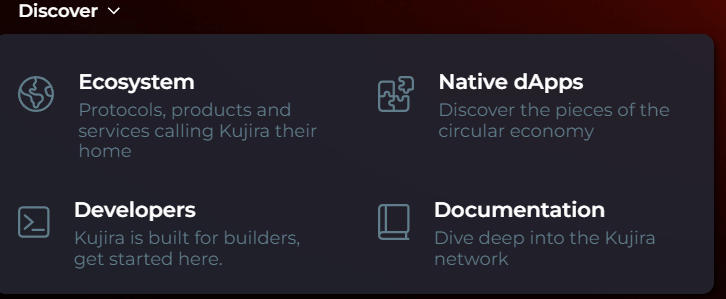 Discover
Ecosystem
Protocols, products and
services calling Kujira their
home
Native dApps
Discover the pieces of the
circular economy
Developers
Kujira is built for builders,
get started here.
Documentation
Dive deep into the Kujira
network